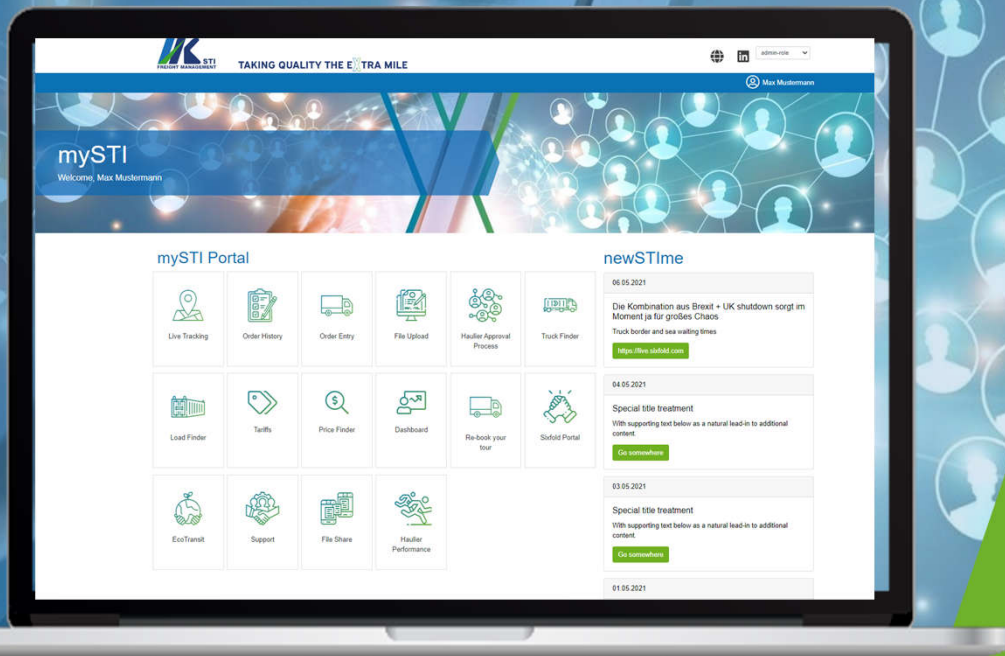 STI
FREIGHT MANAGEMENT
TAKING QUALITY THE EXTRA MILE
in
admin-role
Max Mustermann
mySTI
Welcome, Max Mustermann
mySTI Portal
Live Tracking
Order History
Order Entry
File Upload
Haulier Approval
Process
Truck Finder
Load Finder
Tariffs
Price Finder
Dashboard
Re-book your
tour
Sixfold Portal
EcoTransit
Support
File Share
Haulier
Performance
newSTIme
06.05.2021
Die Kombination aus Brexit + UK shutdown sorgt im
Moment ja für großes Chaos
Truck border and sea waiting times
https://live.sixfold.com
04.05.2021
Special title treatment
With supporting text below as a natural lead-in to additional
content.
Go somewhere
03.05.2021
Special title treatment
With supporting text below as a natural lead-in to additional
content.
Go somewhere
01.05.2021